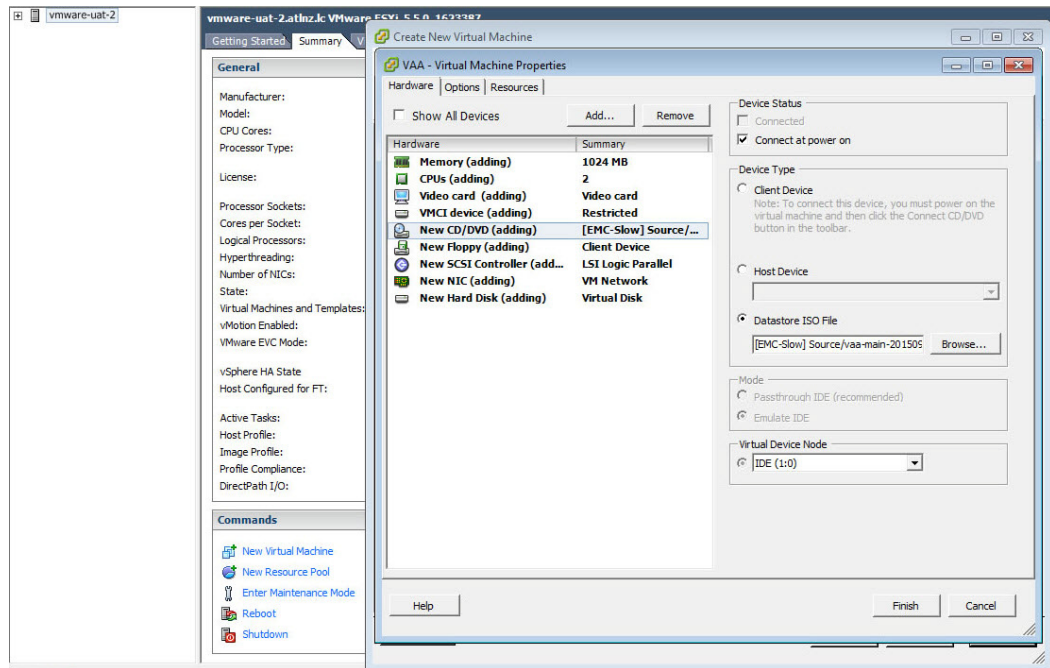 vmware-uat-2
vmware-uat-2.atlnz.lc VMware ESXi, 5.5.0, 1623387
Getting Started
Summary
V
General
Manufacturer:
Model:
CPU Cores:
Processor Type:
License:
Processor Sockets:
Cores per Socket:
Logical Processors:
Hyperthreading:
Number of NICs:
State:
Virtual Machines and Templates:
vMotion Enabled:
VMware EVC Mode:
vSphere HA State
Host Configured for FT:
Active Tasks:
Host Profile:
Image Profile:
Profile Compliance:
DirectPath I/O:
Commands
New Virtual Machine
New Resource Pool
Enter Maintenance Mode
Reboot
Shutdown
Create New Virtual Machine
VAA - Virtual Machine Properties
Hardware Options Resources
Show All Devices
Add...
Remove
Hardware Summary
Memory (adding) 1024 MB
CPUs (adding) 2
Video card (adding) Video card
VMCI device (adding) Restricted
New CD/DVD (adding) [EMC-Slow] Source/...
New Floppy (adding) Client Device
New SCSI Controller (add... LSI Logic Parallel
New NIC (adding) VM Network
New Hard Disk (adding) Virtual Disk
Device Status
Connected
Connect at power on
Device Type
Client Device
Note: To connect this device, you must power on the
virtual machine and then click the Connect CD/DVD
button in the toolbar.
Host Device
Datastore ISO File
[EMC-Slow] Source/vaa-main-201509
Browse...
Mode
Passthrough IDE (recommended)
Emulate IDE
Virtual Device Node
IDE (1:0)
Help
Finish
Cancel